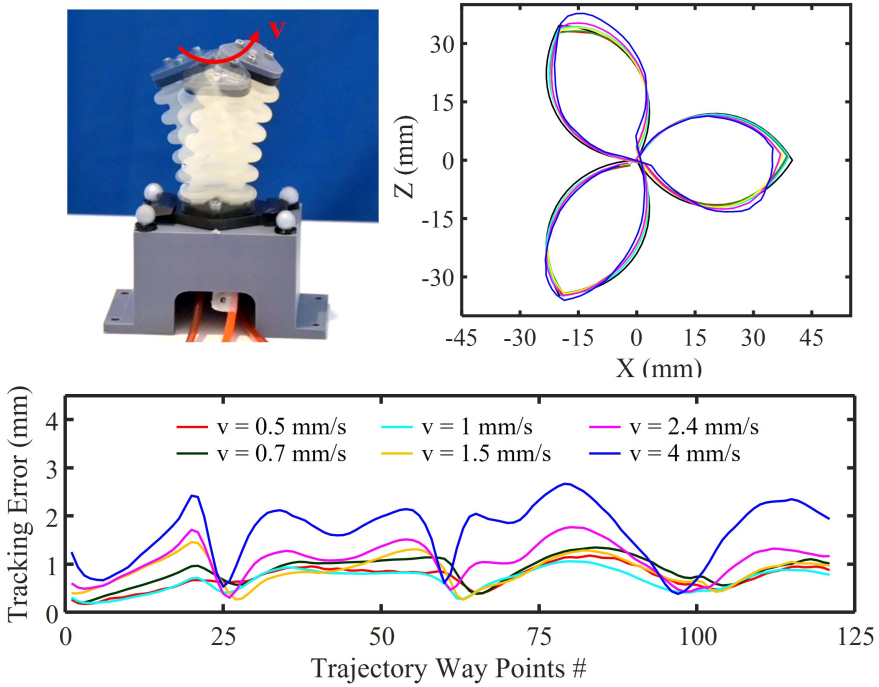 v
30
15
0
-15
-30
Z (mm)
-45 -30 -15 0 15 30 45
X (mm)
4
3
2
1
0
Tracking Error (mm)
v = 0.5 mm/s v = 1 mm/s v = 2.4 mm/s
v = 0.7 mm/s v = 1.5 mm/s v = 4 mm/s
0 25 50 75 100 125
Trajectory Way Points #